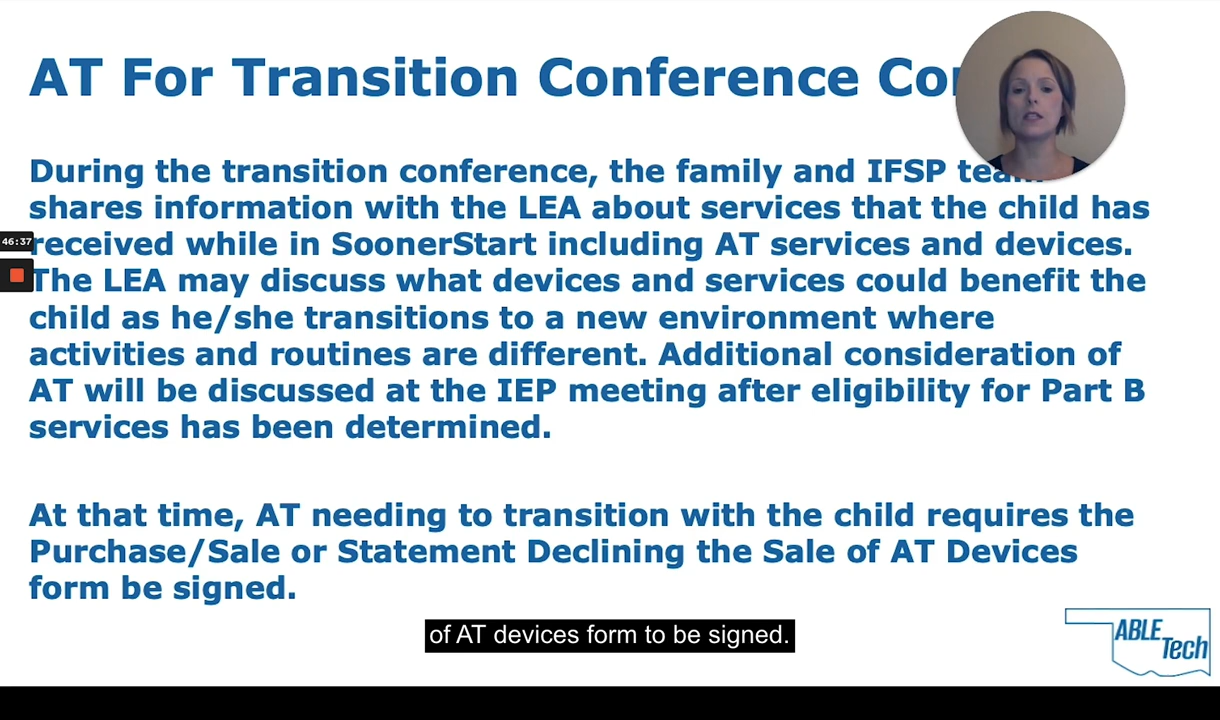 AT For Transition Conference
During the transition conference, the family and IFSP
shares information with the LEA about services that the child has
46:37
received while in SoonerStart including AT services and devices.
The LEA may discuss what devices and services could benefit the
child as he/she transitions to a new environment where
activities and routines are different. Additional consideration of
AT will be discussed at the IEP meeting after eligibility for Part B
services has been determined.
At that time, AT needing to transition with the child requires the
Purchase/Sale or Statement Declining the Sale of AT Devices
form be signed.
of AT devices form to be signed.
ABLE
Tech